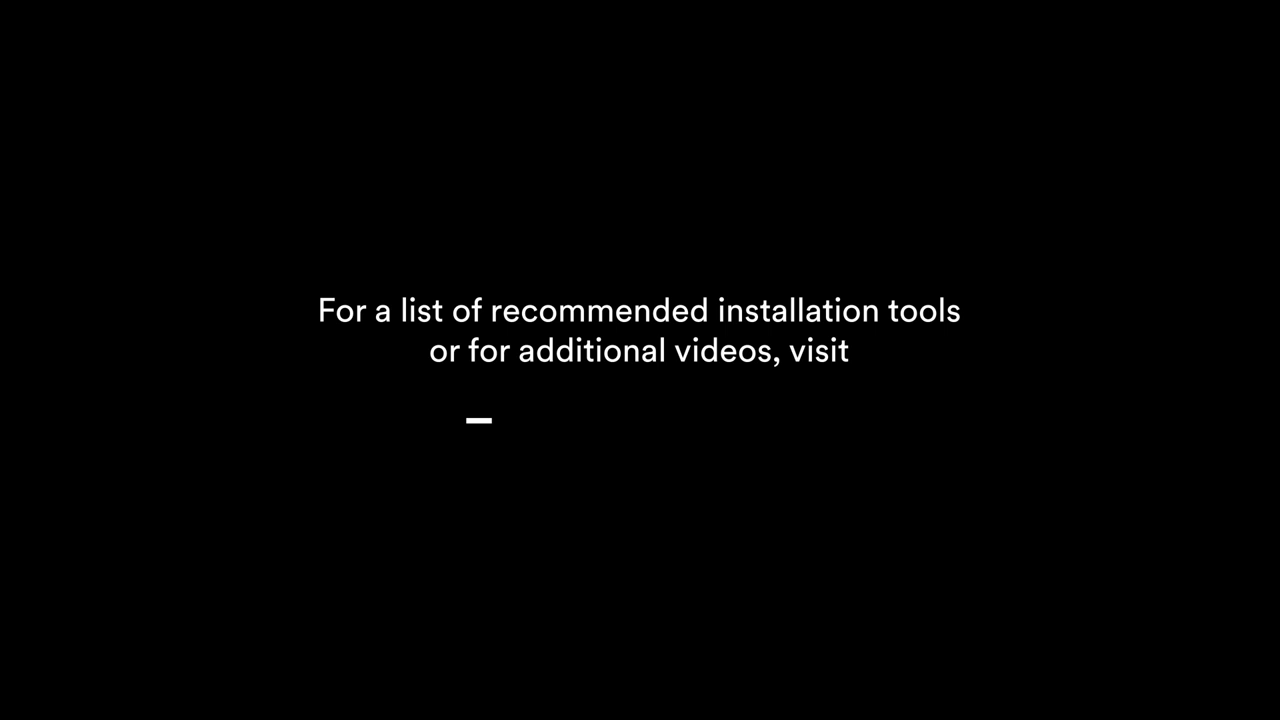 For a list of recommended installation tools
or for additional videos, visit